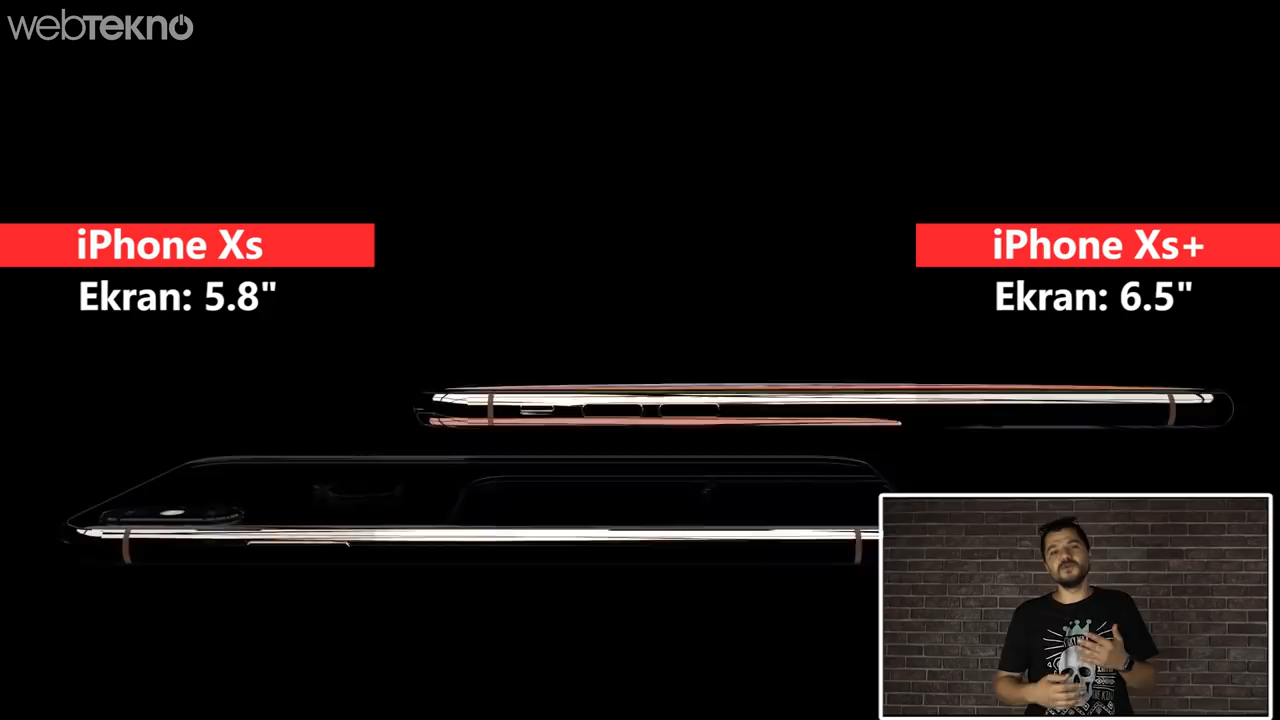 webTEKNO
iPhone Xs
Ekran: 5.8"
iPhone Xs+
Ekran: 6.5"